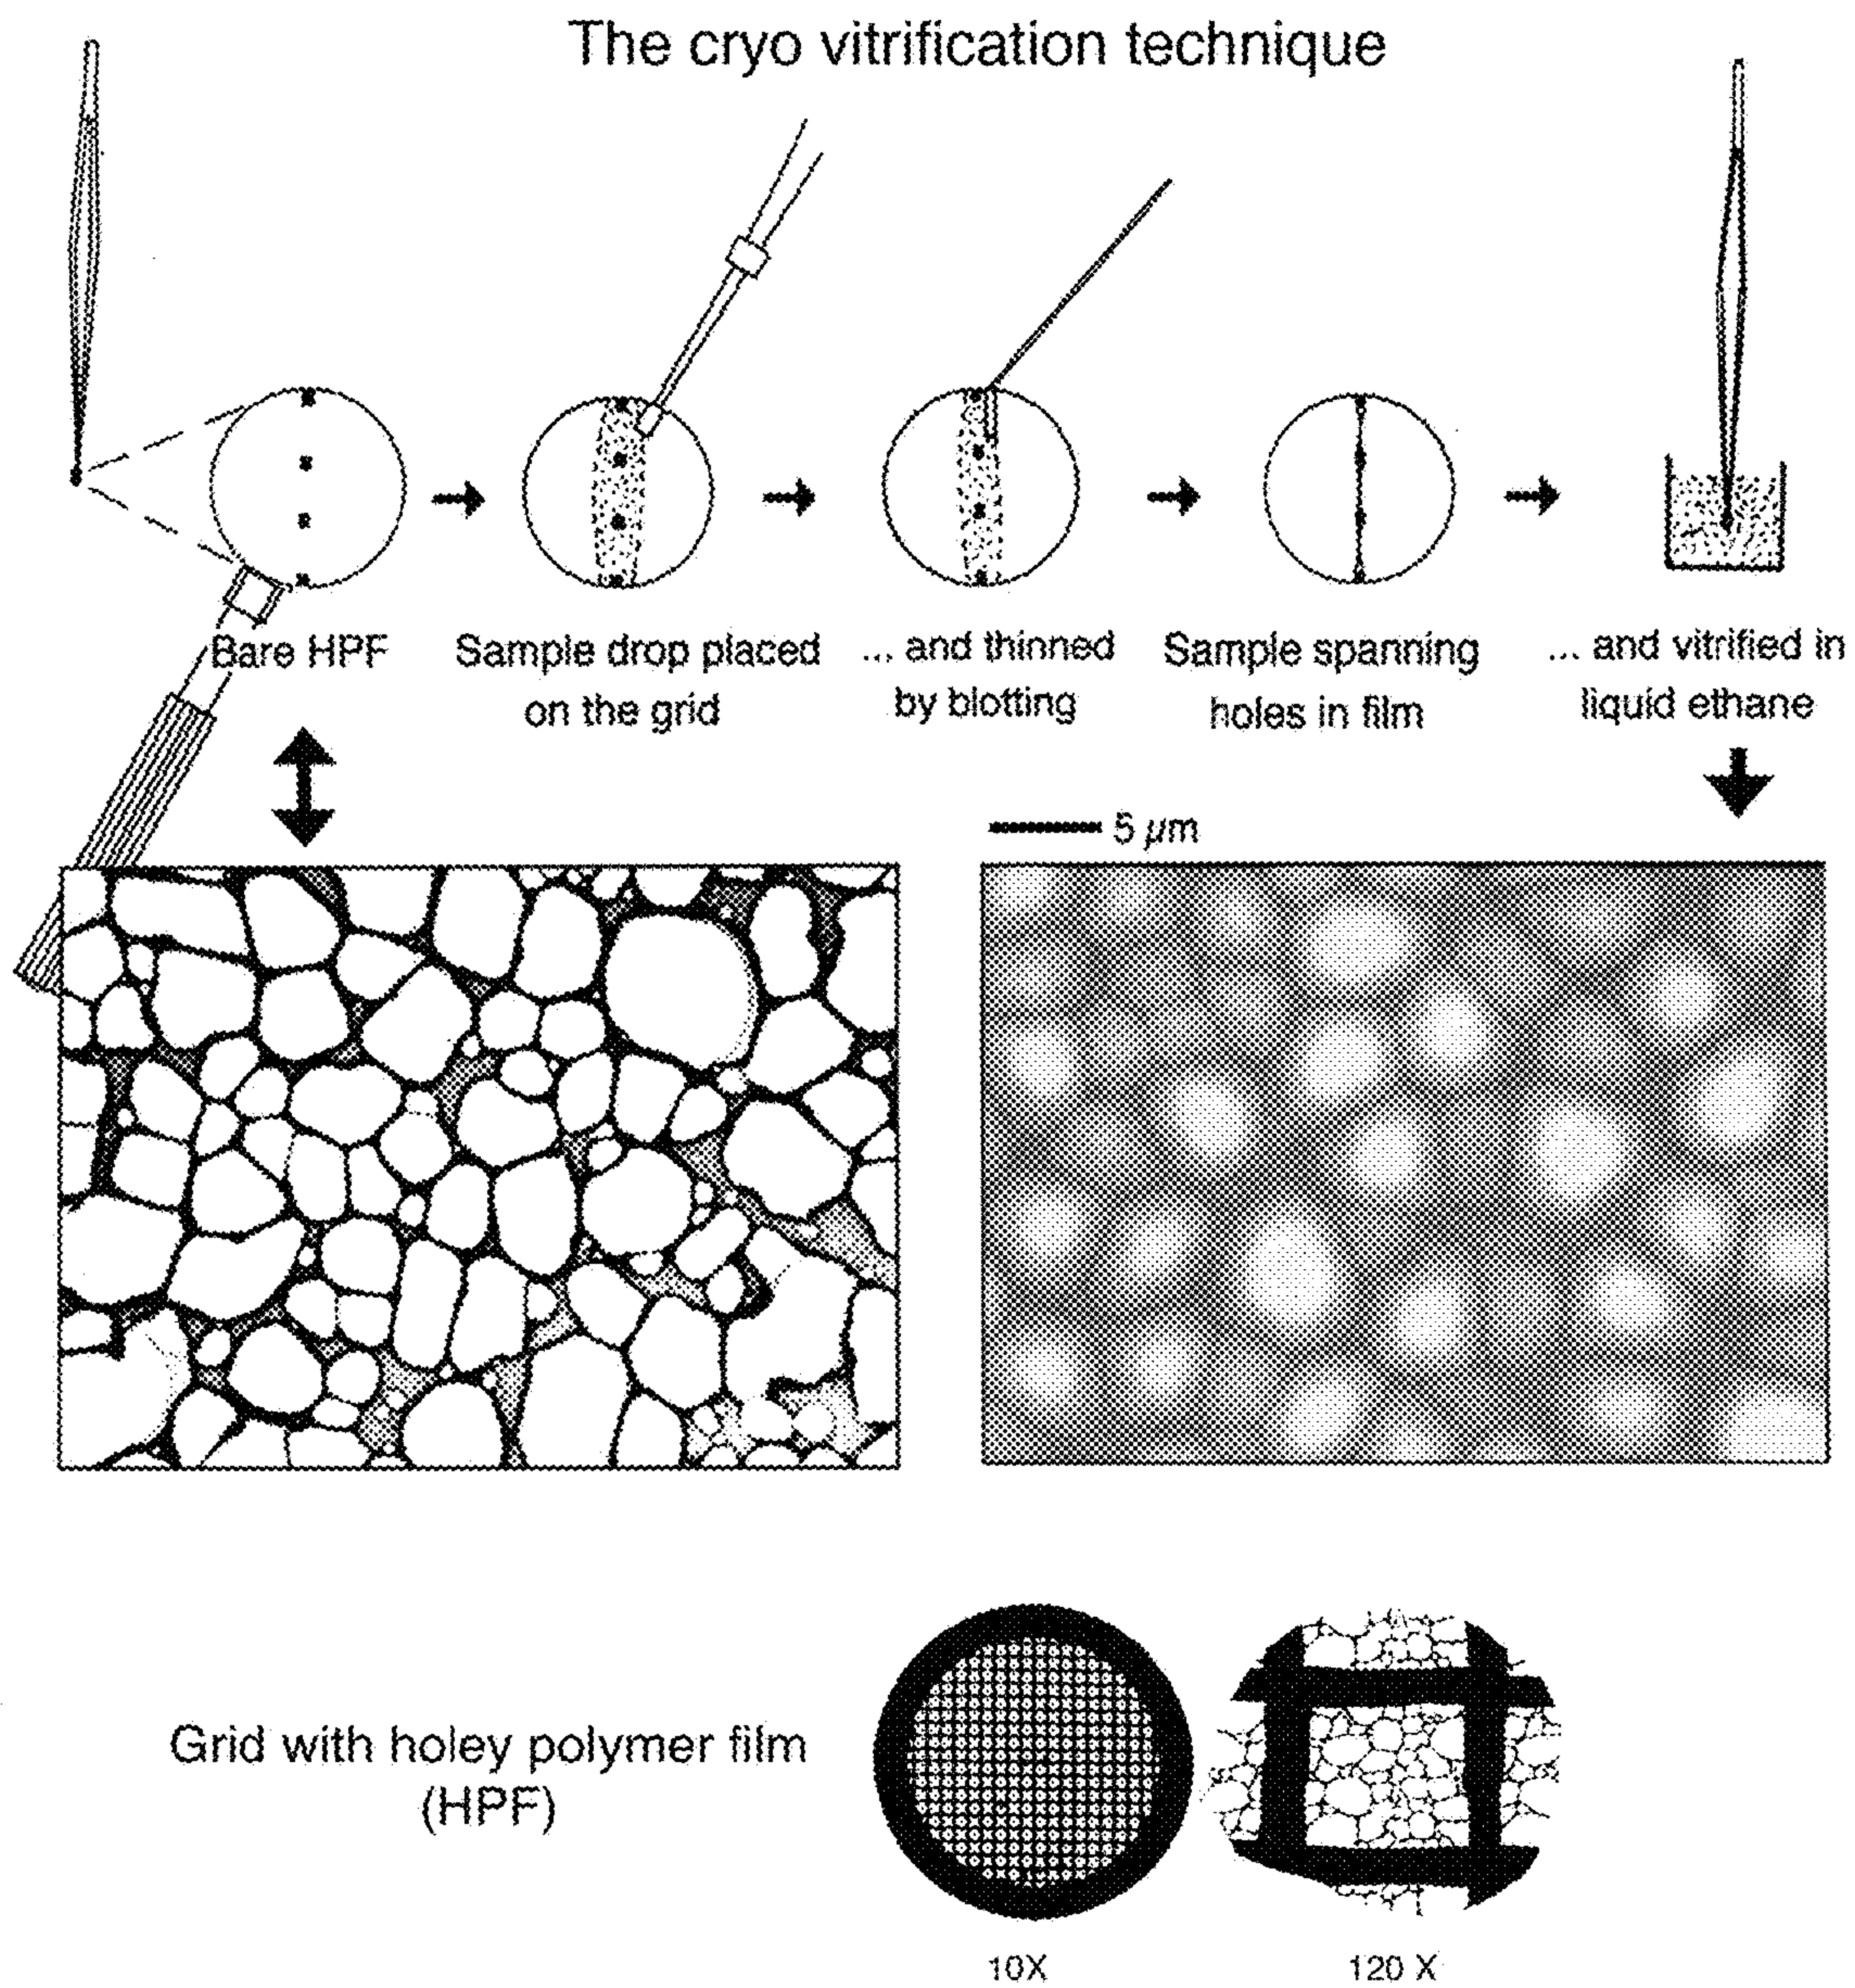 The cryo vitrification technique
Bare HPF
Sample drop placed
on the grid
... and thinned
by blotting
Sample spanning
holes in film
... and vitrified in
liquid ethane
5 μm
Grid with holey polymer film
(HPF)
10X
120 X